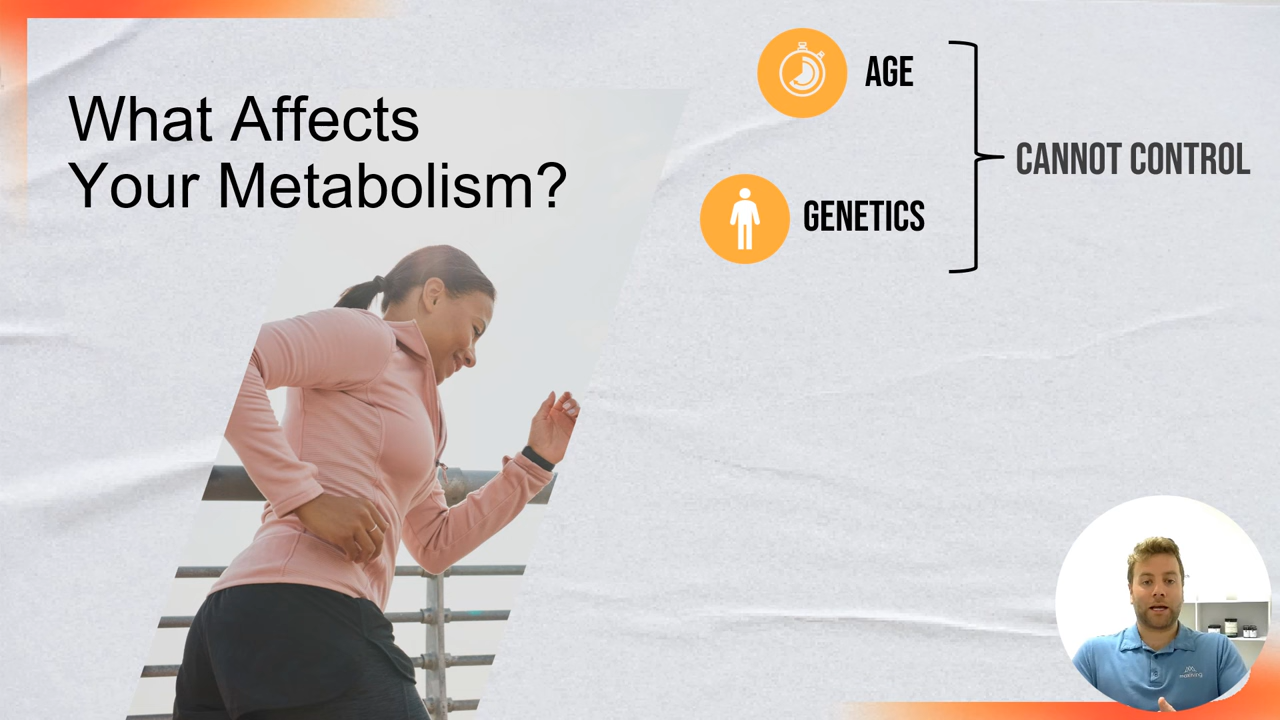 What Affects
Your Metabolism?
AGE
GENETICS
CANNOT CONTROL